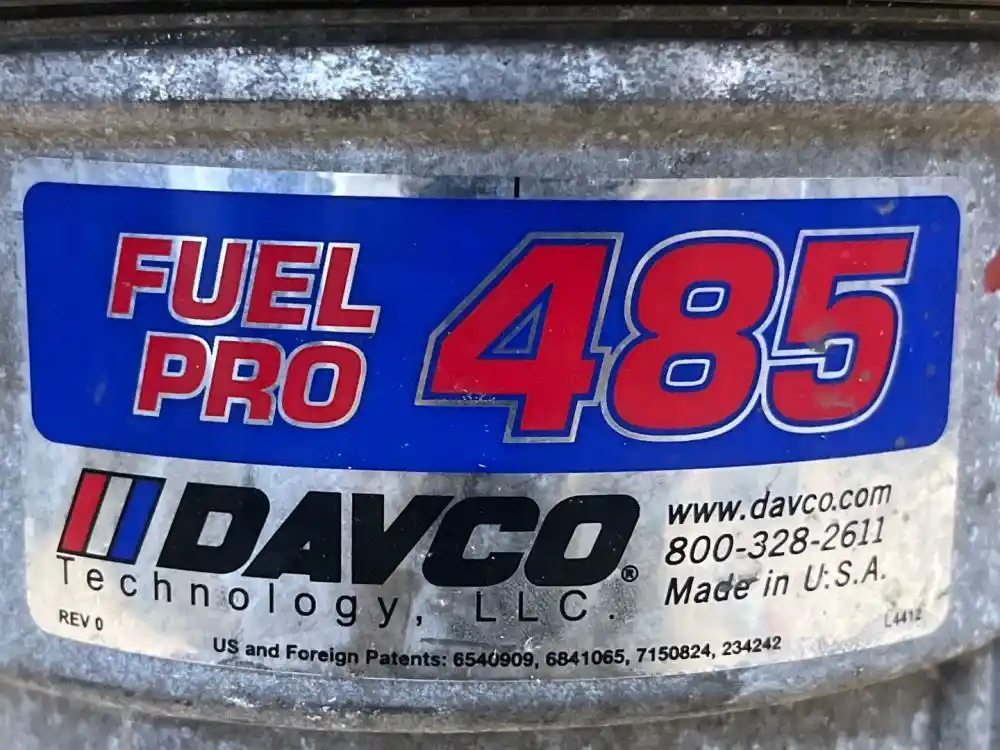 FUEL
PRO
485
DAVCO®
Technology, LLC.
www.davco.com
800-328-2611
Made in U.S.A.
REV 0
L4412
US and Foreign Patents: 6540909, 6841065, 7150824, 234242